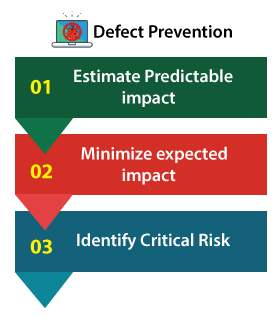 Defect Prevention
01
Estimate Predictable
impact
02
Minimize expected
impact
03
Identify Critical Risk